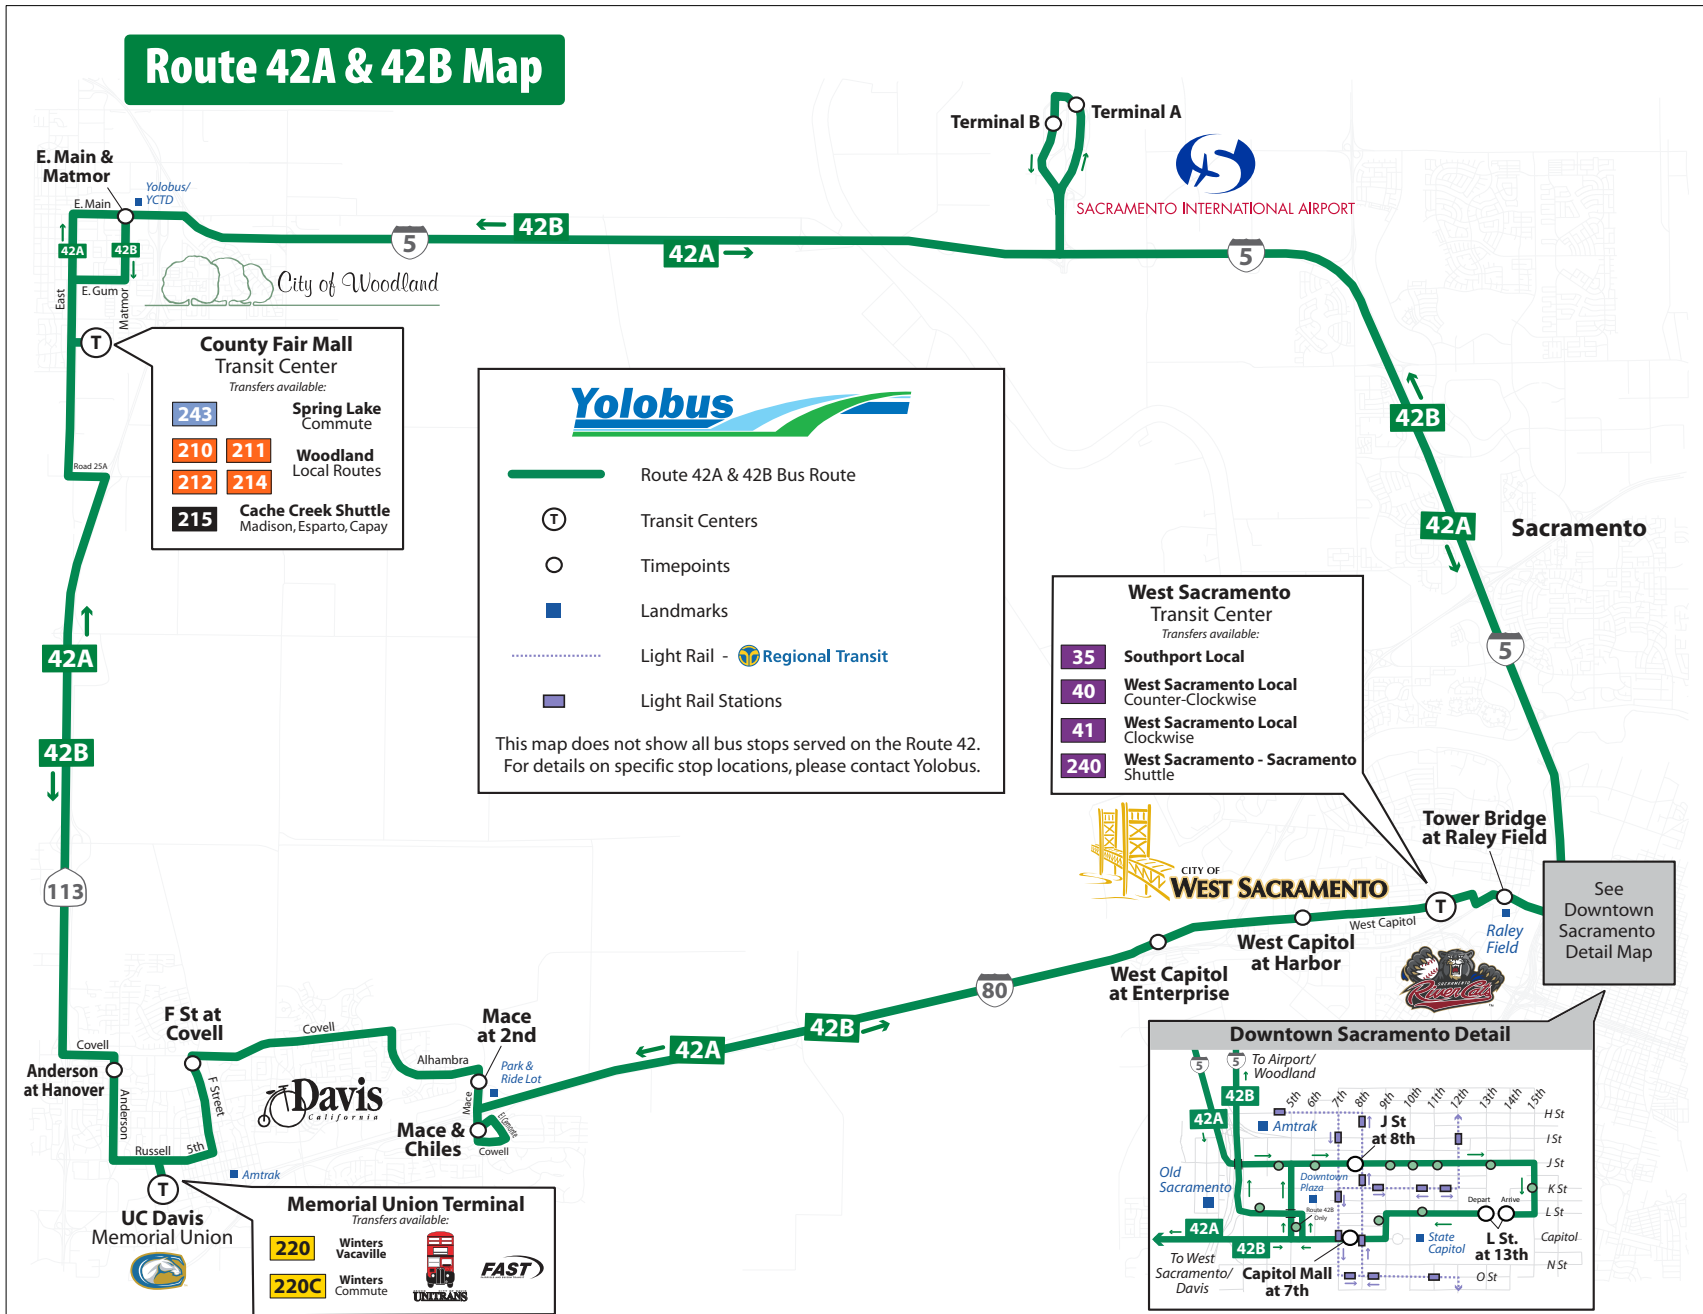 Route 42A & 42B Map
Terminal B
Terminal A
SACRAMENTO INTERNATIONAL AIRPORT
E. Main &
Matmor
Yolobus/
YCTD
E. Main
42A
42B
E. Gum
East
Matmor
City of Woodland
5
42B
42A
5
T
County Fair Mall
Transit Center
Transfers available:
243
Spring Lake
Commute
210
211
212
214
Woodland
Local Routes
215
Cache Creek Shuttle
Madison, Esparto, Capay
Road 25A
Yolobus
Route 42A & 42B Bus Route
T
Transit Centers
Timepoints
Landmarks
Light Rail - Regional Transit
Light Rail Stations
This map does not show all bus stops served on the Route 42.
For details on specific stop locations, please contact Yolobus.
42B
42A
Sacramento
5
West Sacramento
Transit Center
Transfers available:
35
Southport Local
40
West Sacramento Local
Counter-Clockwise
41
West Sacramento Local
Clockwise
240
West Sacramento - Sacramento
Shuttle
42A
42B
113
Tower Bridge
at Raley Field
CITY OF
WEST SACRAMENTO
T
West Capitol
Raley
Field
See
Downtown
Sacramento
Detail Map
West Capitol
at Harbor
West Capitol
at Enterprise
SACRAMENTO
River Cats
80
42B
42A
F St at
Covell
Covell
Covell
Anderson
at Hanover
Anderson
F Street
Russell
5th
Davis
California
Alhambra
Mace
at 2nd
Park &
Ride Lot
Mace
Mace &
Chiles
El Cemonte
Cowell
Amtrak
T
UC Davis
Memorial Union
Memorial Union Terminal
Transfers available:
220
Winters
Vacaville
220C
Winters
Commute
UNITRANS
FAST
Downtown Sacramento Detail
5
5
To Airport/
Woodland
42B
42A
5th
6th
7th
8th
9th
10th
11th
12th
13th
14th
15th
H St
I St
J St
K St
L St
Capitol
N St
O St
Amtrak
J St
at 8th
Old
Sacramento
Downtown
Plaza
Route 42B
Only
Depart
Arrive
L St.
at 13th
State
Capitol
42A
42B
To West
Sacramento/
Davis
Capitol Mall
at 7th